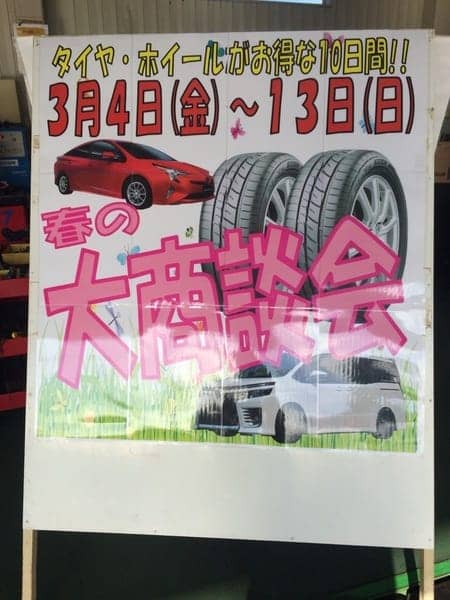 タイヤ・ホイールがお得な10日間!!
3月4日(金)～13日(日)
春の
大商談会